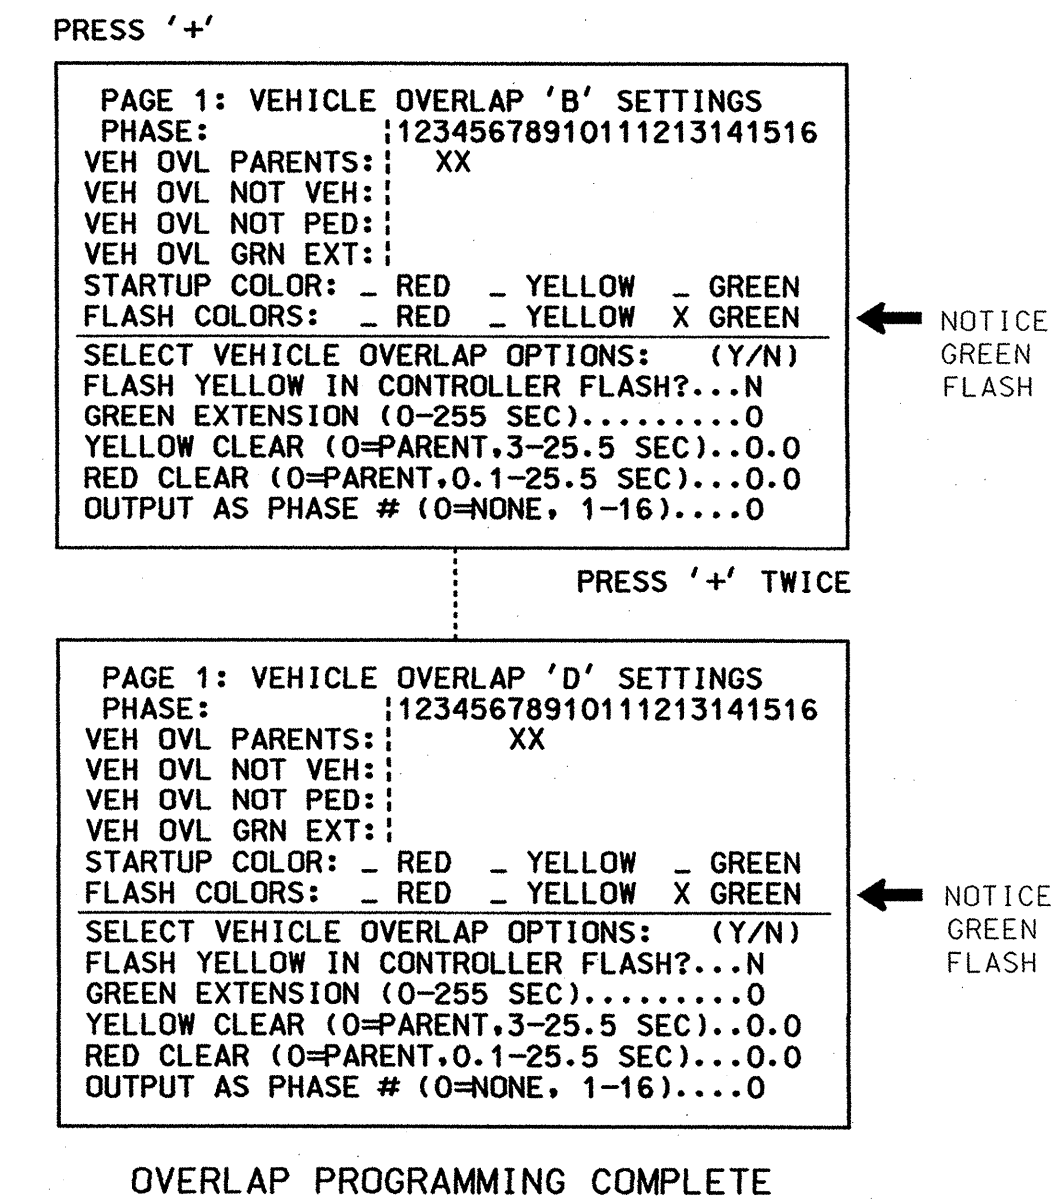 PRESS '+'
PAGE 1: VEHICLE OVERLAP 'B' SETTINGS
PHASE: ¦12345678910111213141516
VEH OVL PARENTS:¦ XX
VEH OVL NOT VEH:¦
VEH OVL NOT PED:¦
VEH OVL GRN EXT:¦
STARTUP COLOR: _ RED _ YELLOW _ GREEN
FLASH COLORS: _ RED _ YELLOW X GREEN
NOTICE
GREEN
FLASH
SELECT VEHICLE OVERLAP OPTIONS: (Y/N)
FLASH YELLOW IN CONTROLLER FLASH?...N
GREEN EXTENSION (0-255 SEC).........0
YELLOW CLEAR (0=PARENT,3-25.5 SEC)..0.0
RED CLEAR (0=PARENT,0.1-25.5 SEC)...0.0
OUTPUT AS PHASE # (0=NONE, 1-16)....0
PRESS '+' TWICE
PAGE 1: VEHICLE OVERLAP 'D' SETTINGS
PHASE: ¦12345678910111213141516
VEH OVL PARENTS:¦ XX
VEH OVL NOT VEH:¦
VEH OVL NOT PED:¦
VEH OVL GRN EXT:¦
STARTUP COLOR: _ RED _ YELLOW _ GREEN
FLASH COLORS: _ RED _ YELLOW X GREEN
NOTICE
GREEN
FLASH
SELECT VEHICLE OVERLAP OPTIONS: (Y/N)
FLASH YELLOW IN CONTROLLER FLASH?...N
GREEN EXTENSION (0-255 SEC).........0
YELLOW CLEAR (0=PARENT,3-25.5 SEC)..0.0
RED CLEAR (0=PARENT,0.1-25.5 SEC)...0.0
OUTPUT AS PHASE # (0=NONE, 1-16)....0
OVERLAP PROGRAMMING COMPLETE